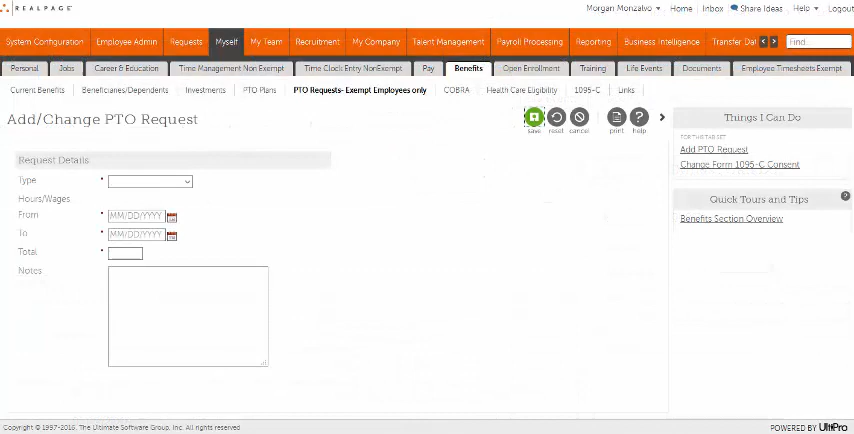 REALPAGE
Morgan Monzalvo Home Inbox Share Ideas Help Logout
System Configuration Employee Admin Requests Myself My Team Recruitment My Company Talent Management Payroll Processing Reporting Business Intelligence Transfer Dat < > Find...
Personal Jobs Career & Education Time Management Non Exempt Time Clock Entry NonExempt Pay Benefits Open Enrollment Training Life Events Documents Employee Timesheets Exempt
Current Benefits Beneficiaries/Dependents Investments PTO Plans PTO Requests- Exempt Employees only COBRA Health Care Eligibility 1095-C Links
Add/Change PTO Request
save reset cancel print help
Request Details
Type
Hours/Wages
From MM/DD/YYYY
To MM/DD/YYYY
Total
Notes
Things I Can Do
FOR THIS TAB SET
Add PTO Request
Change Form 1095-C Consent
Quick Tours and Tips ?
Benefits Section Overview
Copyright © 1997-2016, The Ultimate Software Group, Inc. All rights reserved
POWERED BY UltiPro